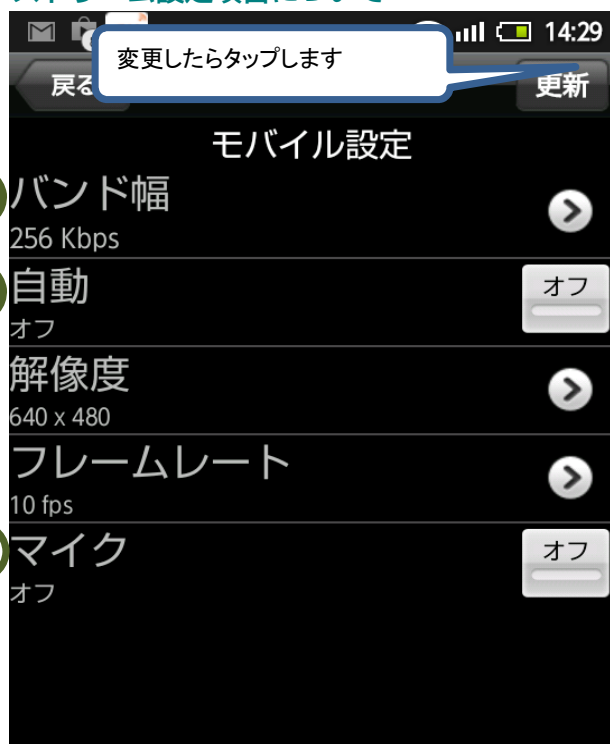 14:29
変更したらタップします
戻る
更新
モバイル設定
バンド幅
256 Kbps
自動
オフ
オフ
解像度
640 x 480
フレームレート
10 fps
マイク
オフ
オフ